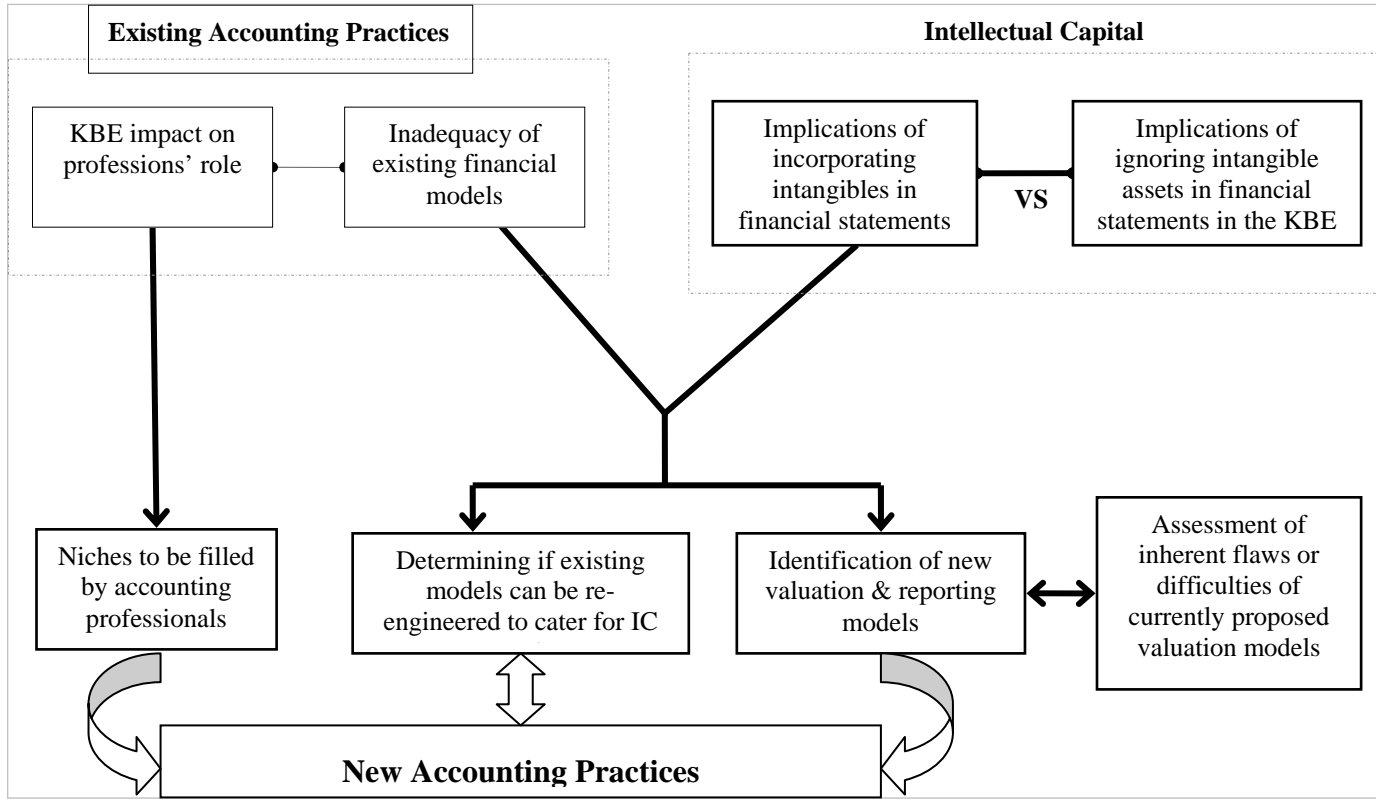 Existing Accounting Practices
Intellectual Capital
KBE impact on
professions’ role
Inadequacy of
existing financial
models
Implications of
incorporating
intangibles in
financial statements
VS
Implications of
ignoring intangible
assets in financial
statements in the KBE
Niches to be filled
by accounting
professionals
Determining if existing
models can be re-
engineered to cater for IC
Identification of new
valuation & reporting
models
Assessment of
inherent flaws or
difficulties of
currently proposed
valuation models
New Accounting Practices